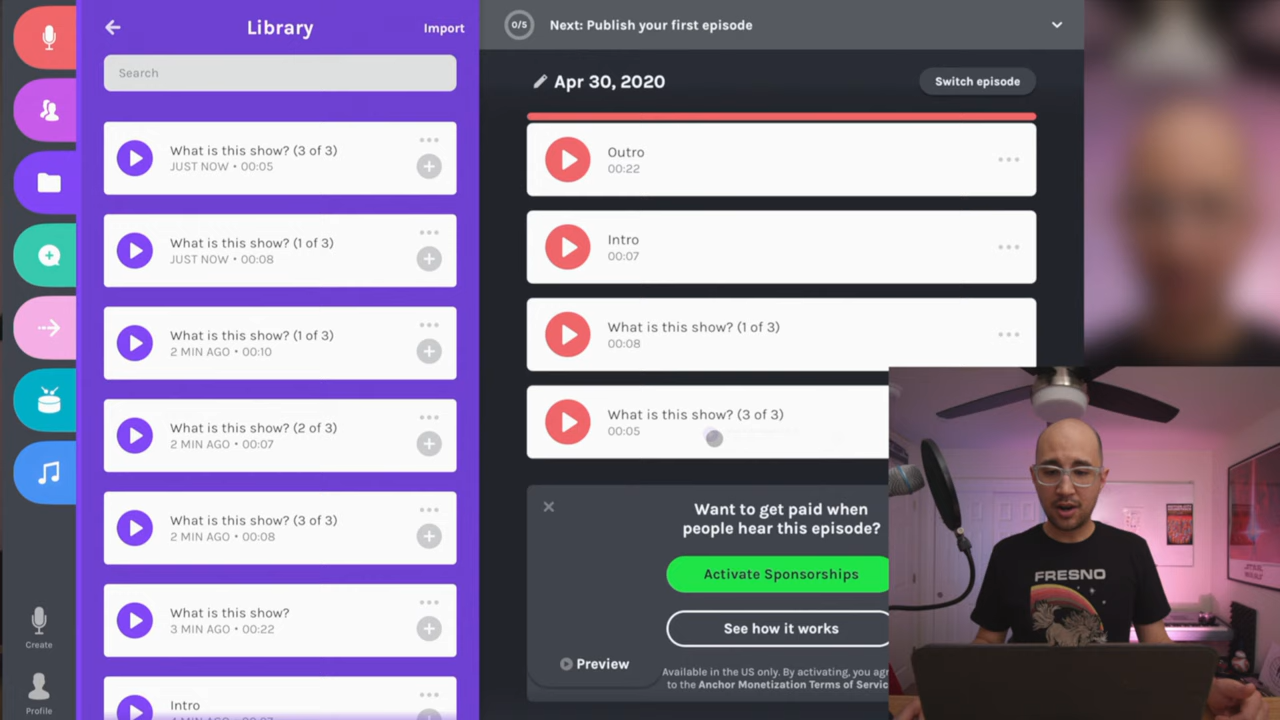 Library
Import
Search
What is this show? (3 of 3)
JUST NOW • 00:05
What is this show? (1 of 3)
JUST NOW • 00:08
What is this show? (1 of 3)
2 MIN AGO • 00:10
What is this show? (2 of 3)
2 MIN AGO • 00:07
What is this show? (3 of 3)
2 MIN AGO • 00:08
What is this show?
3 MIN AGO • 00:22
Intro
Create
Profile
0/5
Next: Publish your first episode
Apr 30, 2020
Switch episode
Outro
00:22
Intro
00:07
What is this show? (1 of 3)
00:08
What is this show? (3 of 3)
00:05
Want to get paid when
people hear this episode?
Activate Sponsorships
See how it works
Preview
Available in the US only. By activating, you agr
to the Anchor Monetization Terms of Servic
FRESNO